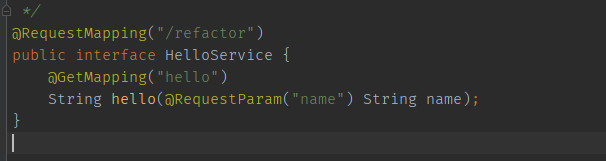 */
@RequestMapping("/refactor")
public interface HelloService {
@GetMapping("hello")
String hello(@RequestParam("name") String name);
}